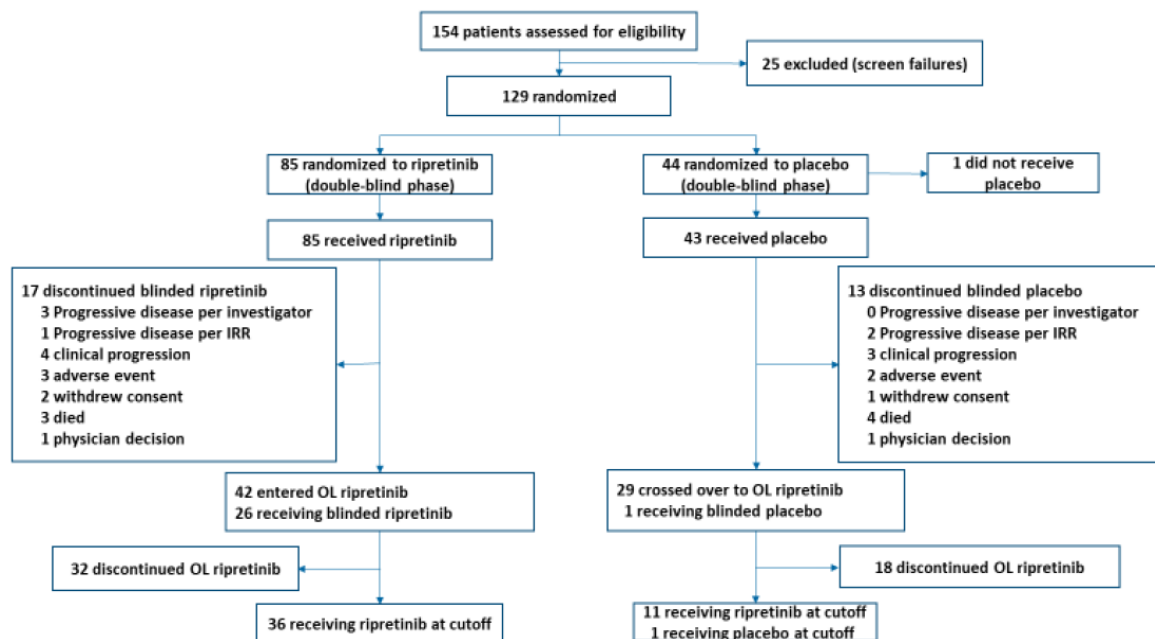 154 patients assessed for eligibility
25 excluded (screen failures)
129 randomized
85 randomized to ripretinib
(double-blind phase)
44 randomized to placebo
(double-blind phase)
1 did not receive
placebo
85 received ripretinib
43 received placebo
17 discontinued blinded ripretinib
3 Progressive disease per investigator
1 Progressive disease per IRR
4 clinical progression
3 adverse event
2 withdrew consent
3 died
1 physician decision
13 discontinued blinded placebo
0 Progressive disease per investigator
2 Progressive disease per IRR
3 clinical progression
2 adverse event
1 withdrew consent
4 died
1 physician decision
42 entered OL ripretinib
26 receiving blinded ripretinib
29 crossed over to OL ripretinib
1 receiving blinded placebo
32 discontinued OL ripretinib
18 discontinued OL ripretinib
36 receiving ripretinib at cutoff
11 receiving ripretinib at cutoff
1 receiving placebo at cutoff